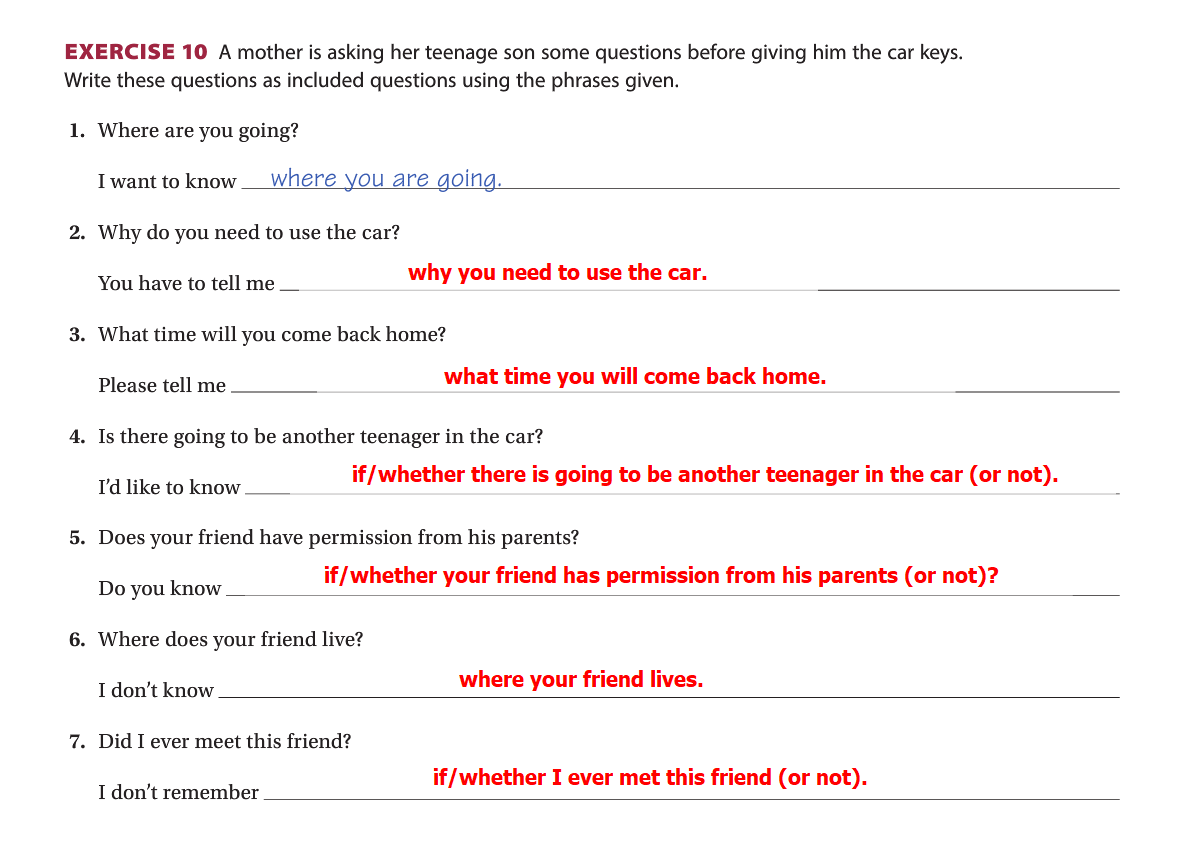 EXERCISE 10 A mother is asking her teenage son some questions before giving him the car keys.
Write these questions as included questions using the phrases given.
1. Where are you going?
I want to know where you are going.
2. Why do you need to use the car?
You have to tell me why you need to use the car.
3. What time will you come back home?
Please tell me what time you will come back home.
4. Is there going to be another teenager in the car?
I’d like to know if/whether there is going to be another teenager in the car (or not).
5. Does your friend have permission from his parents?
Do you know if/whether your friend has permission from his parents (or not)?
6. Where does your friend live?
I don’t know where your friend lives.
7. Did I ever meet this friend?
I don’t remember if/whether I ever met this friend (or not).